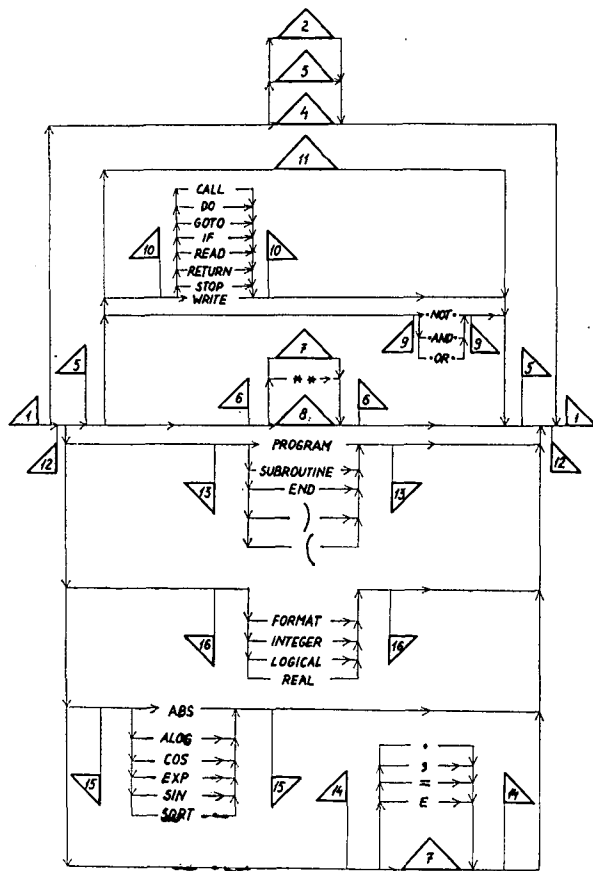 2
5
4
11
CALL
DO
GOTO
IF
READ
RETURN
STOP
WRITE
10
10
•NOT•
•AND•
•OR•
9
9
7
* *
8
5
5
6
6
1
1
12
12
PROGRAM
SUBROUTINE
END
)
(
13
13
FORMAT
INTEGER
LOGICAL
REAL
16
16
ABS
ALOG
COS
EXP
SIN
SQRT
15
15
•
,
=
E
14
14
7